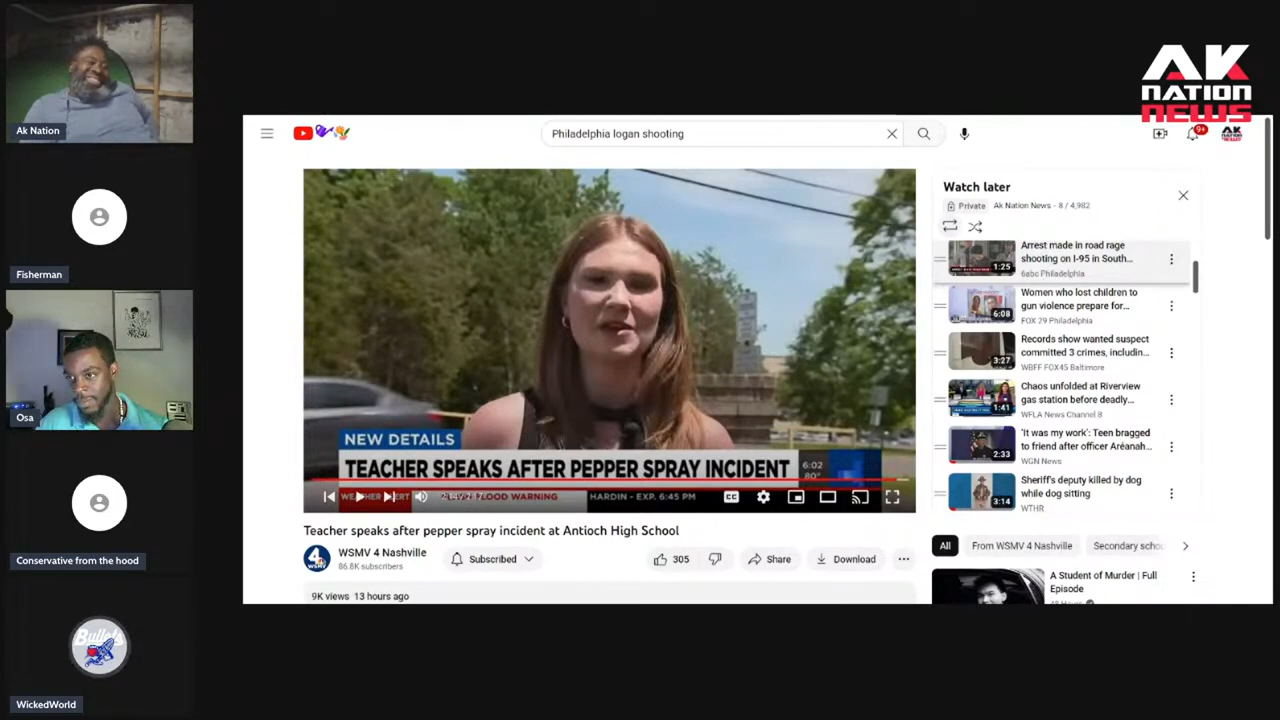 Ak Nation
Fisherman
Osa
Conservative from the hood
Bullets
WickedWorld
AK
NATION
NEWS
Philadelphia logan shooting
9+
NEW DETAILS
TEACHER SPEAKS AFTER PEPPER SPRAY INCIDENT
6:02
80°
WEATHER ALERT
FLOOD WARNING
HARDIN - EXP. 6:45 PM
Teacher speaks after pepper spray incident at Antioch High School
WSMV 4 Nashville
86.8K subscribers
Subscribed
305
Share
Download
9K views 13 hours ago
Watch later
Private
Ak Nation News - 8 / 4,982
Arrest made in road rage
shooting on I-95 in South...
6abc Philadelphia
1:25
Women who lost children to
gun violence prepare for...
FOX 29 Philadelphia
6:08
Records show wanted suspect
committed 3 crimes, includin...
WBFF FOX45 Baltimore
3:27
Chaos unfolded at Riverview
gas station before deadly...
WFLA News Channel 8
1:41
'It was my work': Teen bragged
to friend after officer Aréanah...
WGN News
2:33
Sheriff's deputy killed by dog
while dog sitting
WTHR
3:14
All
From WSMV 4 Nashville
Secondary schoo
A Student of Murder | Full
Episode
48 Hours